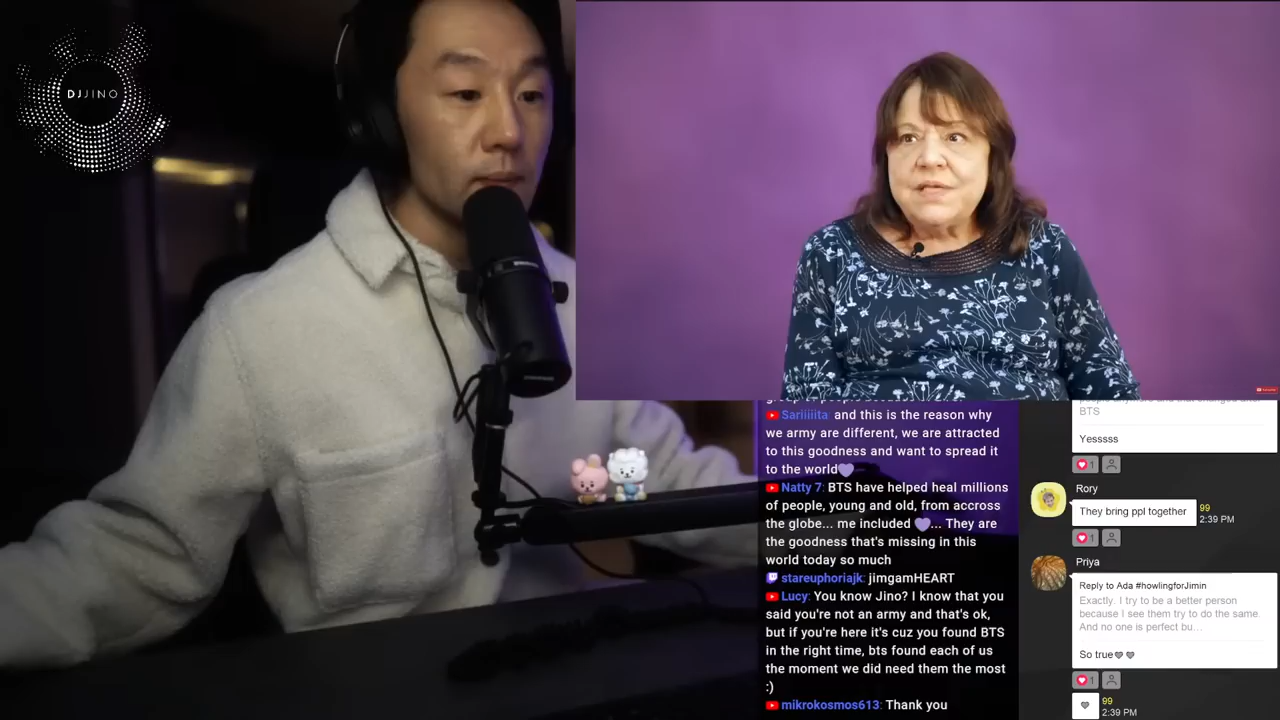 DJJINO
Sariiiiita and this is the reason why
we army are different, we are attracted
to this goodness and want to spread it
to the world💜
Natty 7: BTS have helped heal millions
of people, young and old, from accross
the globe... me included 💜... They are
the goodness that's missing in this
world today so much
stareuphoriajk: jimgamHEART
Lucy: You know Jino? I know that you
said you're not an army and that's ok,
but if you're here it's cuz you found BTS
in the right time, bts found each of us
the moment we did need them the most
:)
mikrokosmos613: Thank you
BTS
Yesssss
1
Rory
They bring ppl together
99
2:39 PM
1
Priya
Reply to Ada #howlingforJimin
Exactly. I try to be a better person
because I see them try to do the same.
And no one is perfect bu...
So true🖤🖤
1
🖤
99
2:39 PM